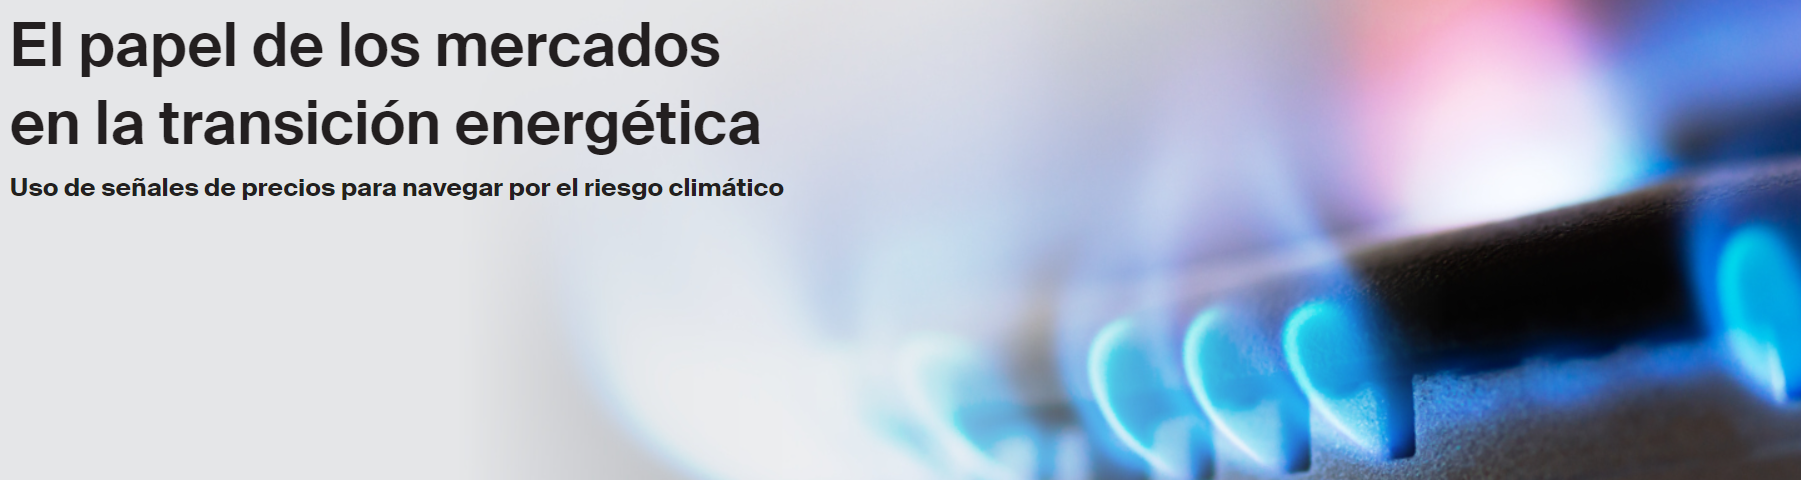 El papel de los mercados
en la transición energética
Uso de señales de precios para navegar por el riesgo climático